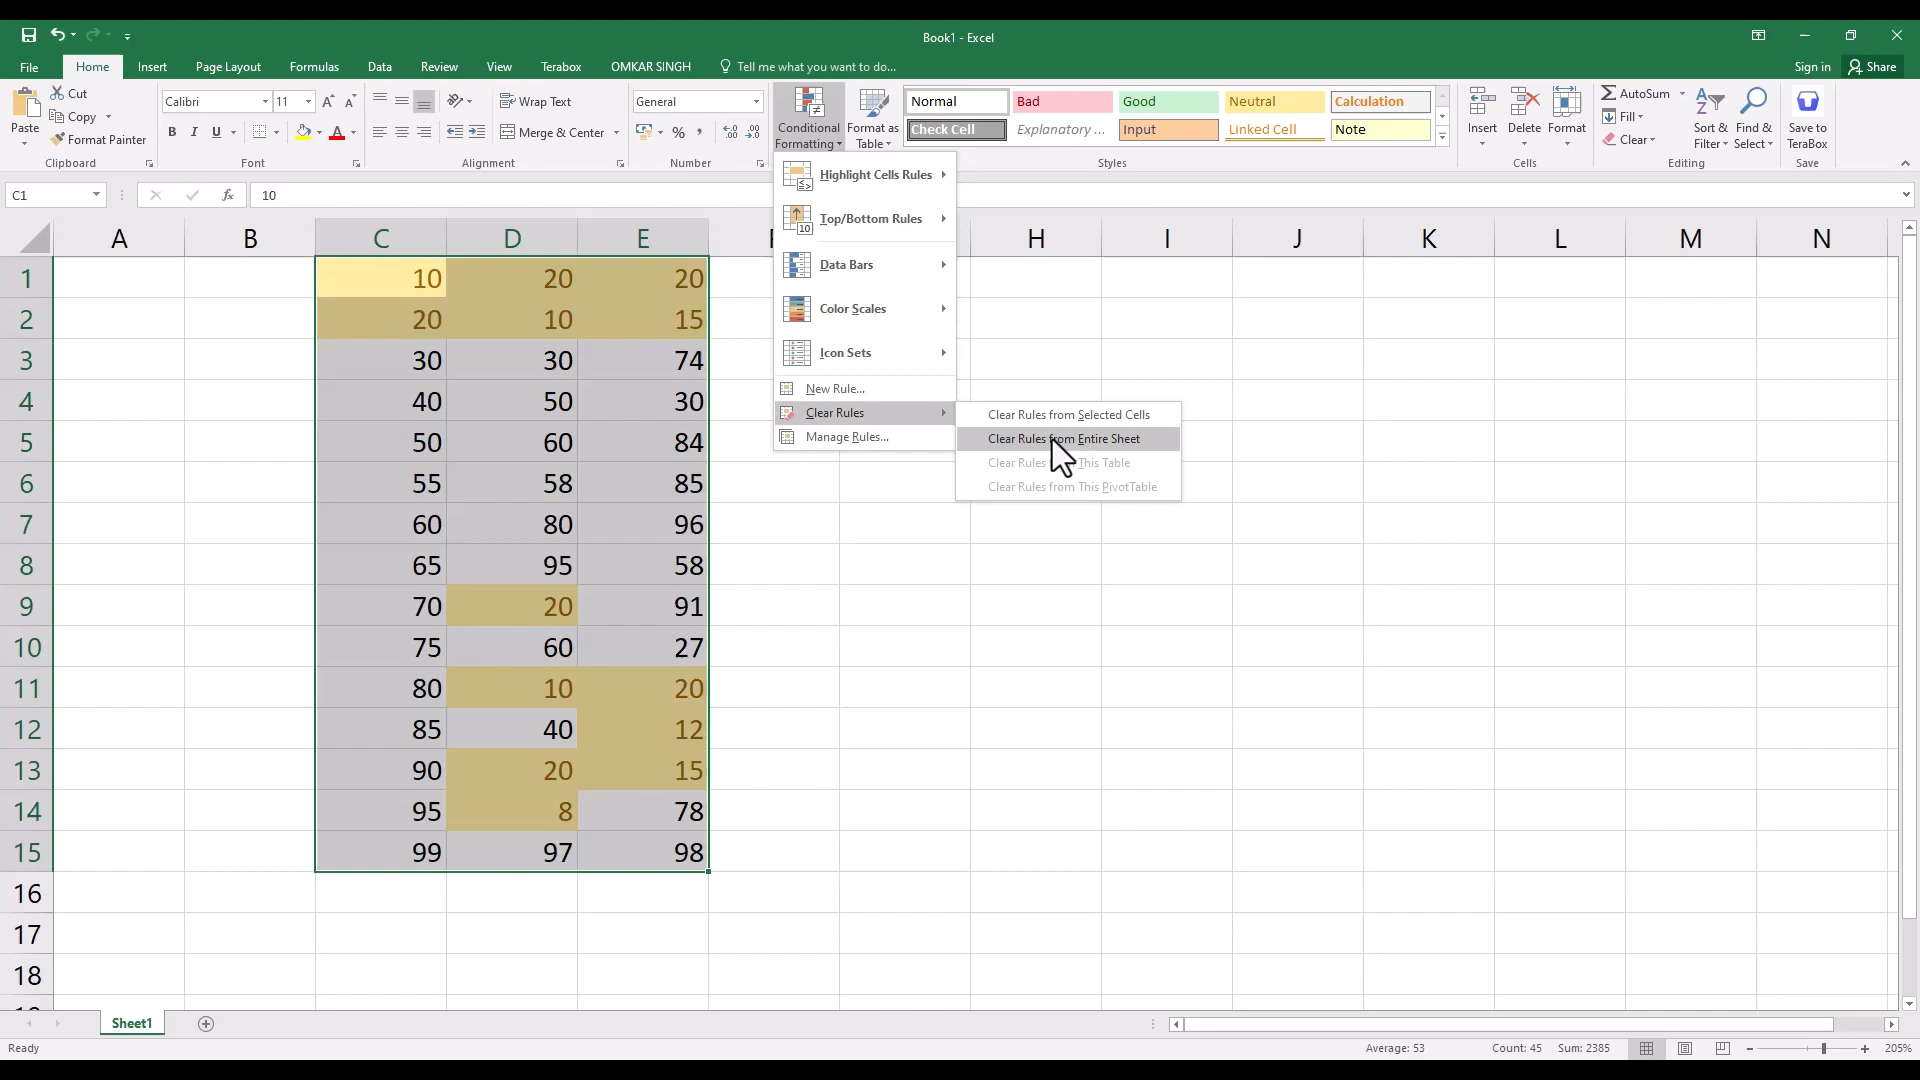 Book1 - Excel
File Home Insert Page Layout Formulas Data Review View Terabox OMKAR SINGH Tell me what you want to do... Sign in Share
Paste
Cut
Copy
Format Painter
Clipboard
Calibri 11
B I U
Font
Wrap Text
Merge & Center
Alignment
General
%
Number
Conditional Formatting
Format as Table
Normal Bad Good Neutral Calculation
Check Cell Explanatory ... Input Linked Cell Note
Styles
Insert Delete Format
Cells
AutoSum
Fill
Clear
Sort & Filter
Find & Select
Editing
Save to TeraBox
Save
C1 fx 10
Highlight Cells Rules
Top/Bottom Rules
Data Bars
Color Scales
Icon Sets
New Rule...
Clear Rules
Manage Rules...
Clear Rules from Selected Cells
Clear Rules from Entire Sheet
Clear Rules This Table
Clear Rules from This PivotTable
A B C D E H I J K L M N
1 10 20 20
2 20 10 15
3 30 30 74
4 40 50 30
5 50 60 84
6 55 58 85
7 60 80 96
8 65 95 58
9 70 20 91
10 75 60 27
11 80 10 20
12 85 40 12
13 90 20 15
14 95 8 78
15 99 97 98
16
17
18
Sheet1
Ready Average: 53 Count: 45 Sum: 2385 205%